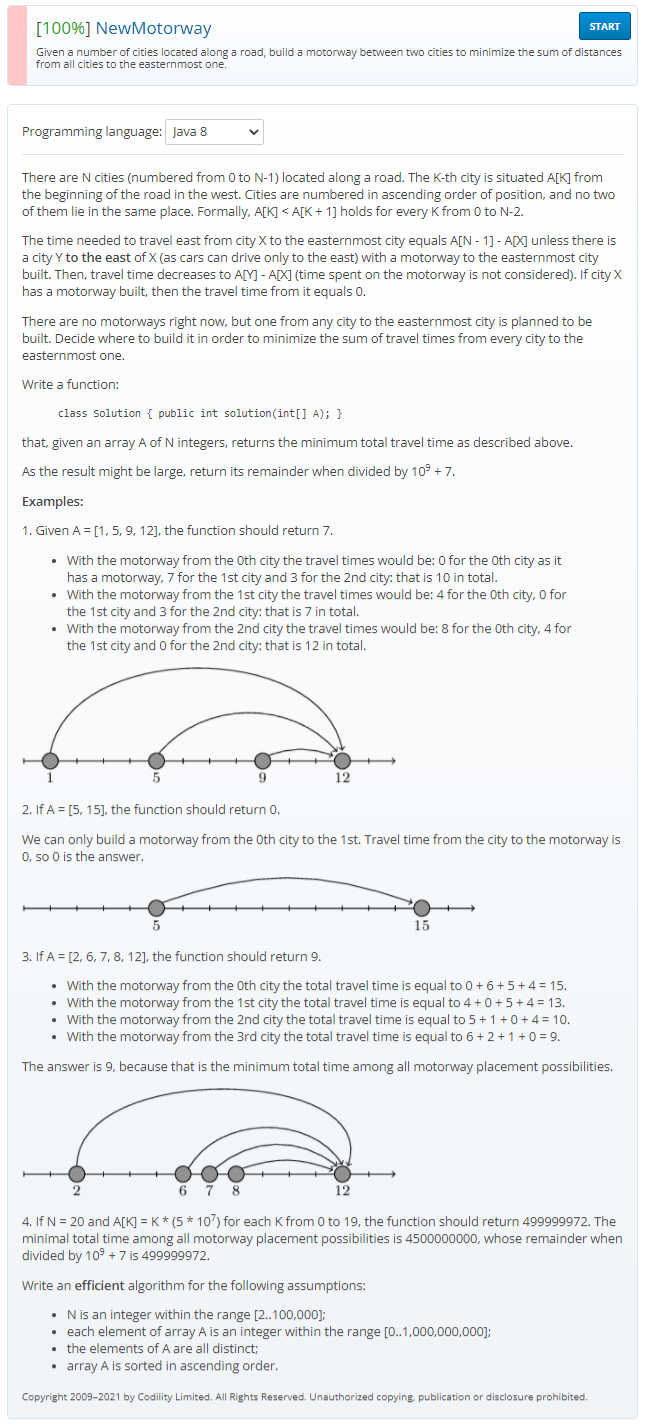 [100%] NewMotorway
START
Given a number of cities located along a road, build a motorway between two cities to minimize the sum of distances
from all cities to the easternmost one.
Programming language: Java 8
There are N cities (numbered from 0 to N-1) located along a road. The K-th city is situated A[K] from
the beginning of the road in the west. Cities are numbered in ascending order of position, and no two
of them lie in the same place. Formally, A[K] < A[K + 1] holds for every K from 0 to N-2.
The time needed to travel east from city X to the easternmost city equals A[N - 1] - A[X] unless there is
a city Y to the east of X (as cars can drive only to the east) with a motorway to the easternmost city
built. Then, travel time decreases to A[Y] - A[X] (time spent on the motorway is not considered). If city X
has a motorway built, then the travel time from it equals 0.
There are no motorways right now, but one from any city to the easternmost city is planned to be
built. Decide where to build it in order to minimize the sum of travel times from every city to the
easternmost one.
Write a function:
class Solution { public int solution(int[] A); }
that, given an array A of N integers, returns the minimum total travel time as described above.
As the result might be large, return its remainder when divided by 10⁹ + 7.
Examples:
1. Given A = [1, 5, 9, 12], the function should return 7.
• With the motorway from the 0th city the travel times would be: 0 for the 0th city as it
has a motorway, 7 for the 1st city and 3 for the 2nd city: that is 10 in total.
• With the motorway from the 1st city the travel times would be: 4 for the 0th city, 0 for
the 1st city and 3 for the 2nd city: that is 7 in total.
• With the motorway from the 2nd city the travel times would be: 8 for the 0th city, 4 for
the 1st city and 0 for the 2nd city: that is 12 in total.
1 5 9 12
2. If A = [5, 15], the function should return 0.
We can only build a motorway from the 0th city to the 1st. Travel time from the city to the motorway is
0, so 0 is the answer.
5 15
3. If A = [2, 6, 7, 8, 12], the function should return 9.
• With the motorway from the 0th city the total travel time is equal to 0 + 6 + 5 + 4 = 15.
• With the motorway from the 1st city the total travel time is equal to 4 + 0 + 5 + 4 = 13.
• With the motorway from the 2nd city the total travel time is equal to 5 + 1 + 0 + 4 = 10.
• With the motorway from the 3rd city the total travel time is equal to 6 + 2 + 1 + 0 = 9.
The answer is 9, because that is the minimum total time among all motorway placement possibilities.
2 6 7 8 12
4. If N = 20 and A[K] = K * (5 * 10⁷) for each K from 0 to 19, the function should return 499999972. The
minimal total time among all motorway placement possibilities is 4500000000, whose remainder when
divided by 10⁹ + 7 is 499999972.
Write an efficient algorithm for the following assumptions:
• N is an integer within the range [2..100,000];
• each element of array A is an integer within the range [0..1,000,000,000];
• the elements of A are all distinct;
• array A is sorted in ascending order.
Copyright 2009–2021 by Codility Limited. All Rights Reserved. Unauthorized copying, publication or disclosure prohibited.